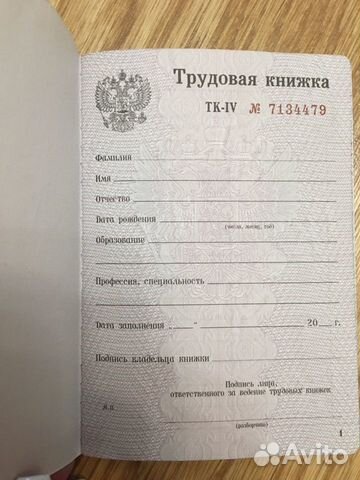 Трудовая книжка
ТК-IV № 7134479
Фамилия
Имя
Отчество
Дата рождения
(число, месяц, год)
Образование
Профессия, специальность
Дата заполнения " 20 г.
Подпись владельца книжки
Подпись лица,
ответственного за ведение трудовых книжек
М.П.
(разборчиво)
1
Avito